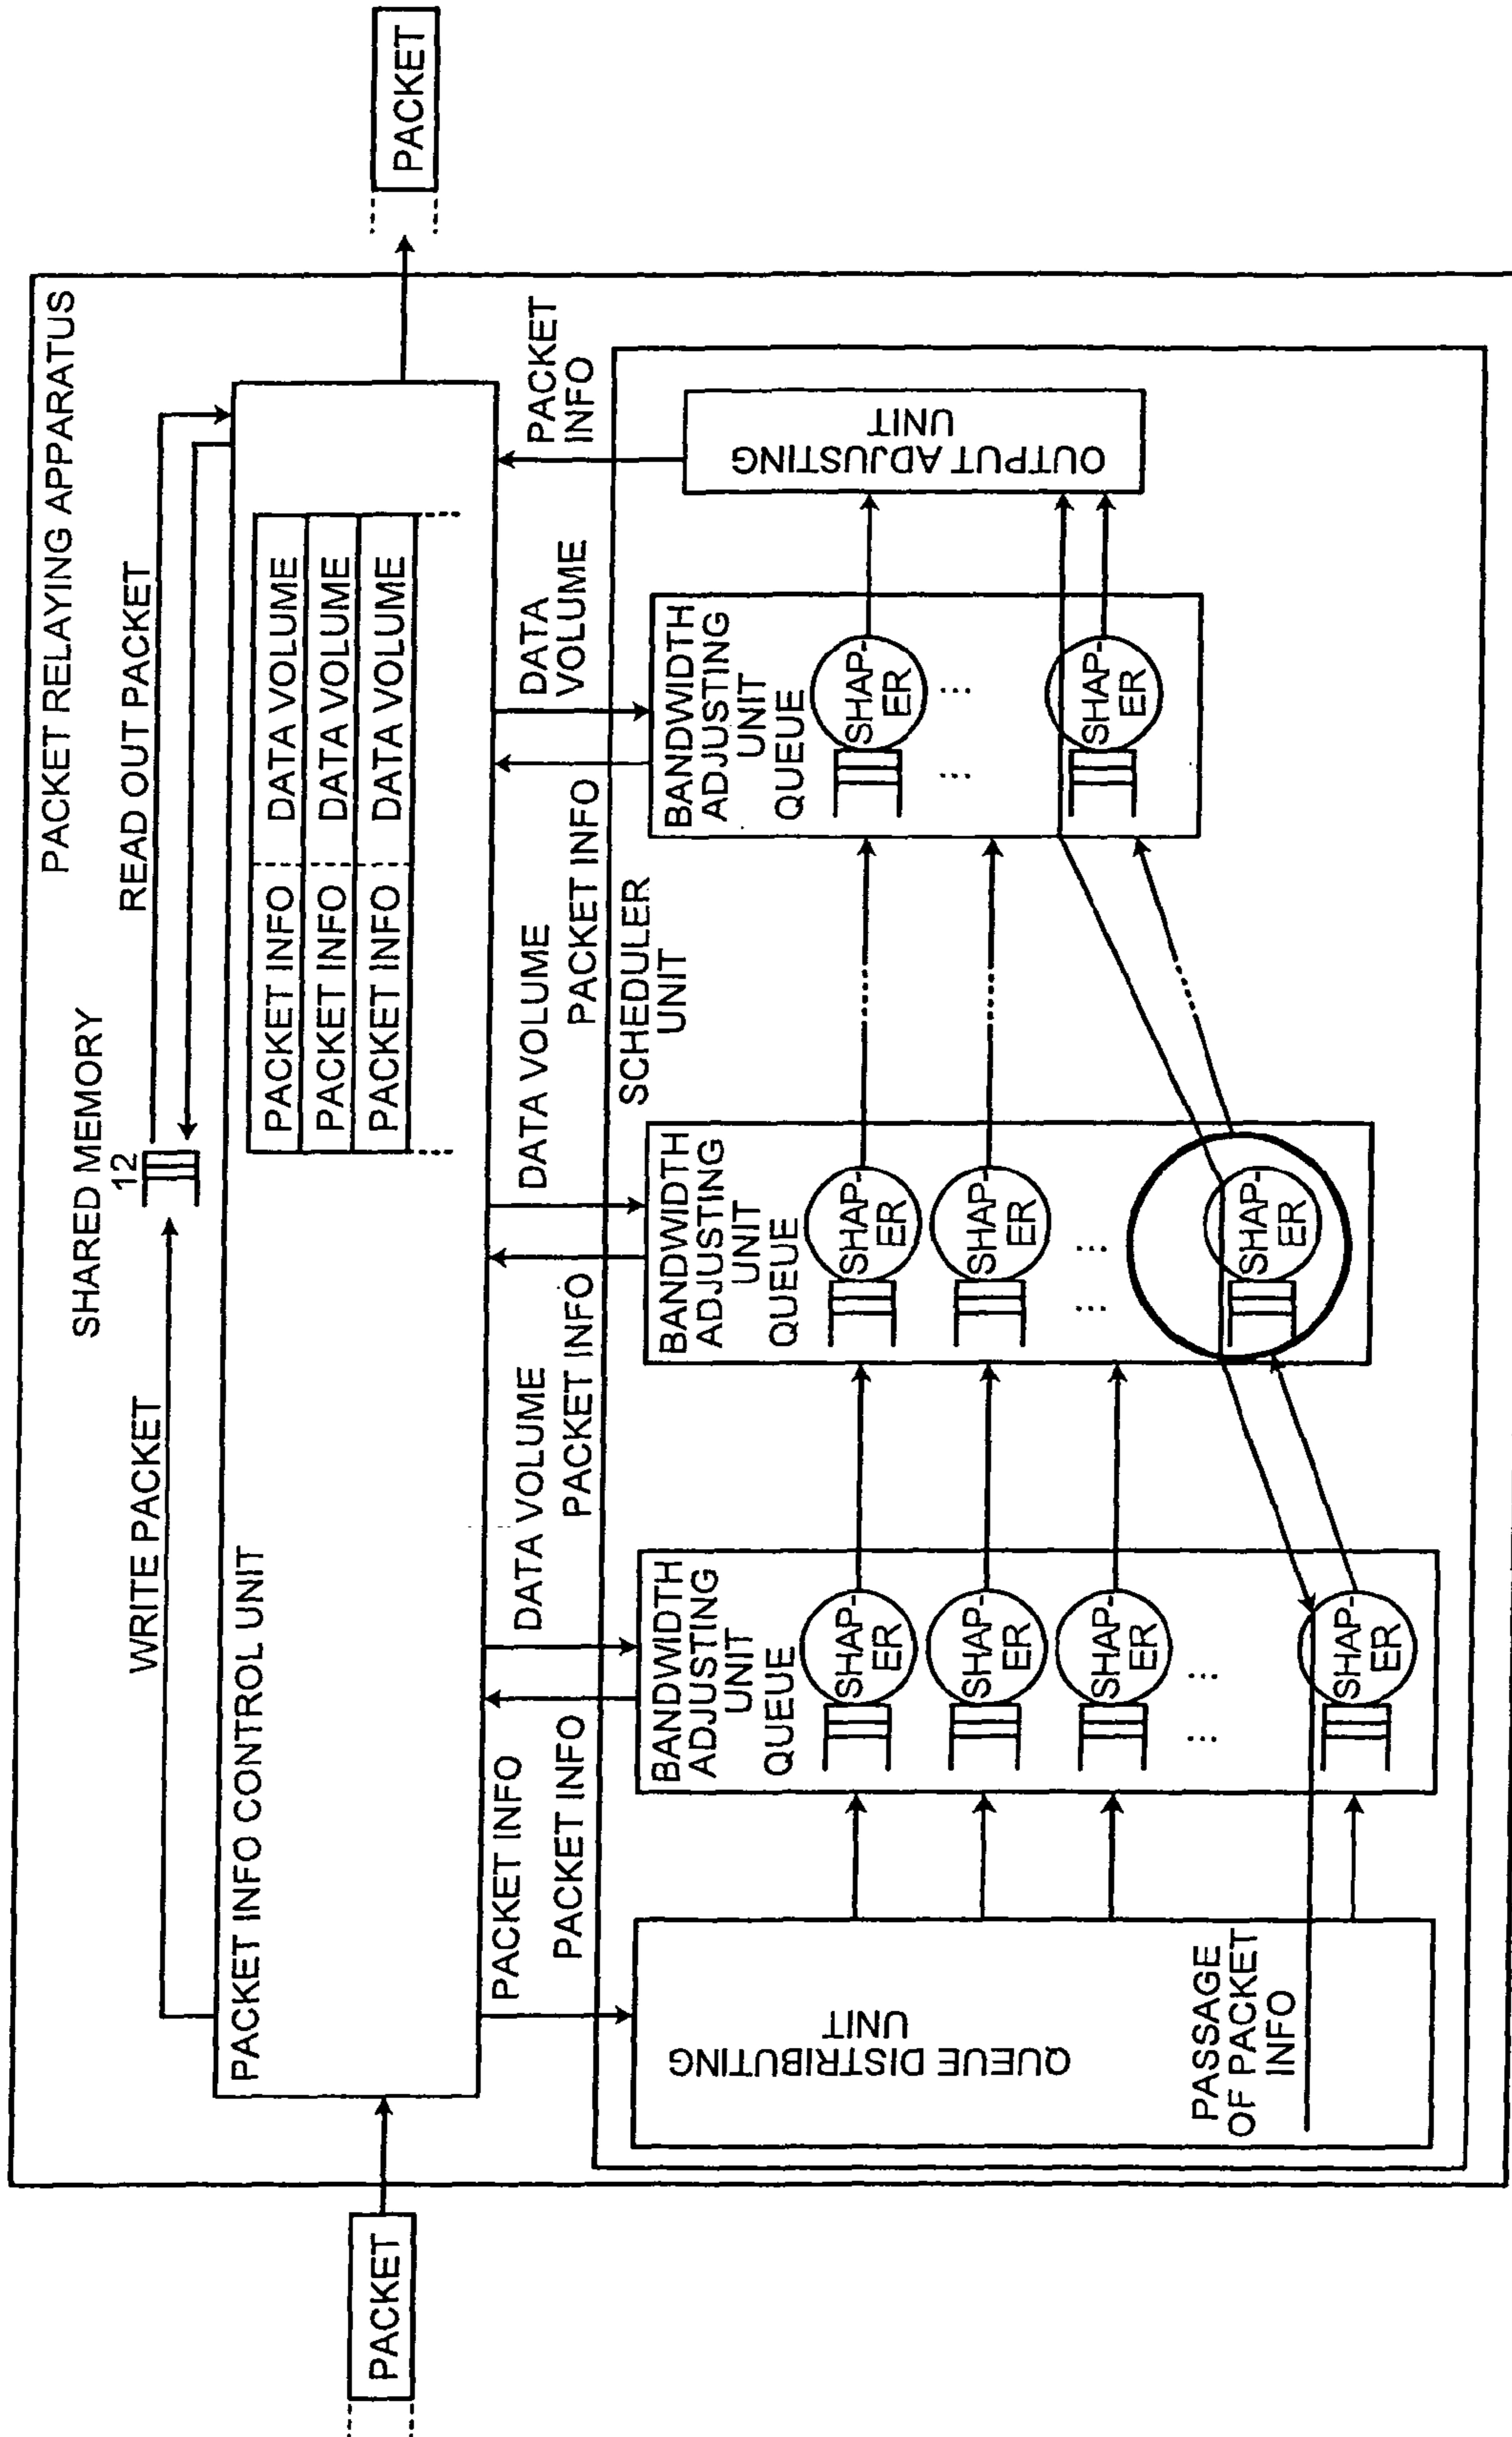 PACKET RELAYING APPARATUS
READ OUT PACKET
SHARED MEMORY
12
WRITE PACKET
PACKET INFO CONTROL UNIT
PACKET INFO DATA VOLUME
PACKET INFO DATA VOLUME
PACKET INFO DATA VOLUME
PACKET
PACKET
PACKET INFO
PACKET INFO
DATA VOLUME
PACKET INFO
DATA VOLUME
PACKET INFO
DATA
VOLUME
PACKET
INFO
SCHEDULER
UNIT
QUEUE DISTRIBUTING
UNIT
PASSAGE
OF PACKET
INFO
BANDWIDTH
ADJUSTING
UNIT
QUEUE
SHAP-
ER
SHAP-
ER
SHAP-
ER
...
...
SHAP-
ER
BANDWIDTH
ADJUSTING
UNIT
QUEUE
SHAP-
ER
SHAP-
ER
...
...
SHAP-
ER
BANDWIDTH
ADJUSTING
UNIT
QUEUE
SHAP-
ER
...
...
SHAP-
ER
OUTPUT ADJUSTING
UNIT